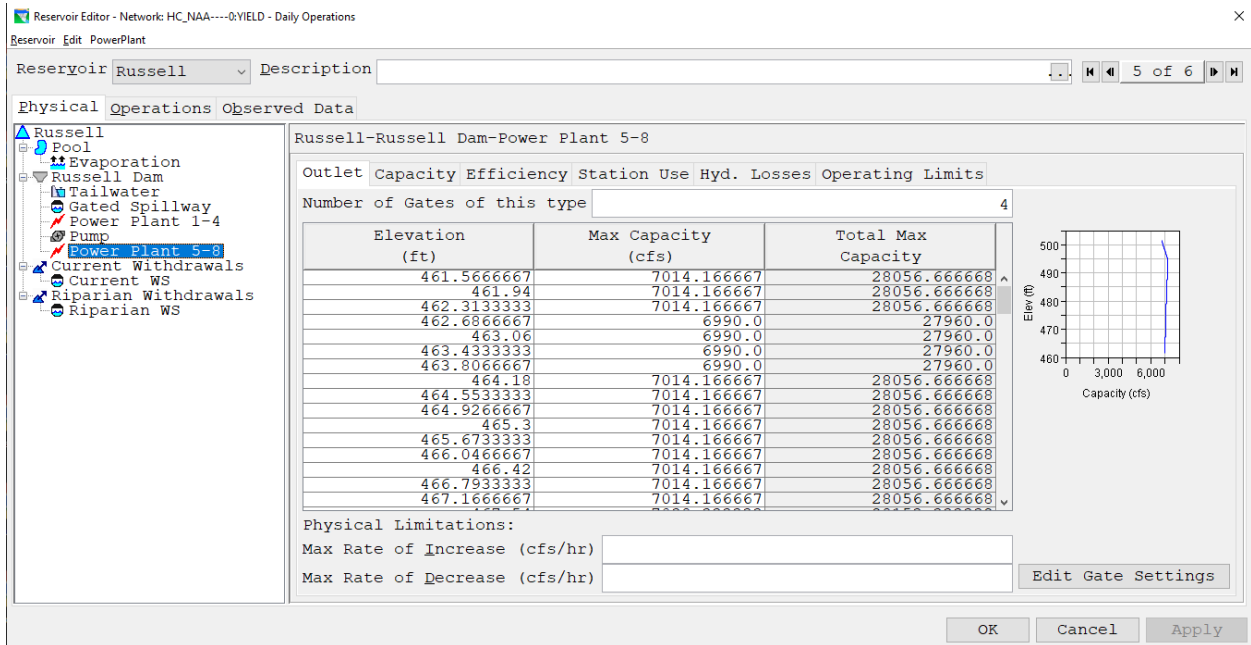 Reservoir Editor - Network: HC_NAA----0:YIELD - Daily Operations
Reservoir Edit PowerPlant
Reservoir Russell Description ... 5 of 6
Physical Operations Observed Data
Russell
Pool
Evaporation
Russell Dam
Tailwater
Gated Spillway
Power Plant 1-4
Pump
Power Plant 5-8
Current Withdrawals
Current WS
Riparian Withdrawals
Riparian WS
Russell-Russell Dam-Power Plant 5-8
Outlet Capacity Efficiency Station Use Hyd. Losses Operating Limits
Number of Gates of this type 4
Elevation (ft) Max Capacity (cfs) Total Max Capacity
461.5666667 7014.166667 28056.666668
461.94 7014.166667 28056.666668
462.3133333 7014.166667 28056.666668
462.6866667 6990.0 27960.0
463.06 6990.0 27960.0
463.4333333 6990.0 27960.0
463.8066667 6990.0 27960.0
464.18 7014.166667 28056.666668
464.5533333 7014.166667 28056.666668
464.9266667 7014.166667 28056.666668
465.3 7014.166667 28056.666668
465.6733333 7014.166667 28056.666668
466.0466667 7014.166667 28056.666668
466.42 7014.166667 28056.666668
466.7933333 7014.166667 28056.666668
467.1666667 7014.166667 28056.666668
Elev (ft)
500
490
480
470
460
0 3,000 6,000
Capacity (cfs)
Physical Limitations:
Max Rate of Increase (cfs/hr)
Max Rate of Decrease (cfs/hr)
Edit Gate Settings
OK Cancel Apply